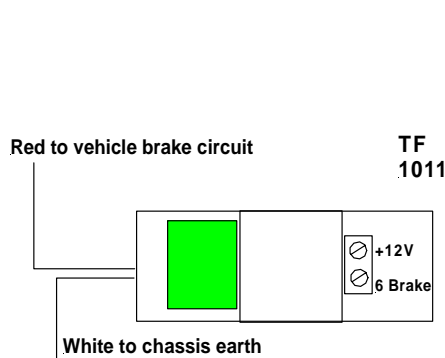 Red to vehicle brake circuit
TF
1011
+12V
6 Brake
White to chassis earth